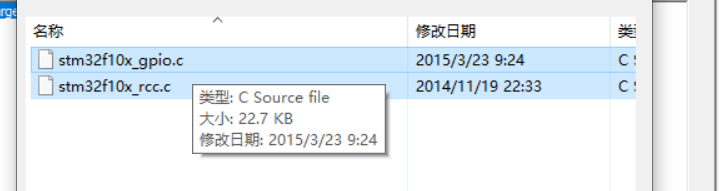 名称 修改日期 类
stm32f10x_gpio.c 2015/3/23 9:24 C
stm32f10x_rcc.c 2014/11/19 22:33 C
类型: C Source file
大小: 22.7 KB
修改日期: 2015/3/23 9:24